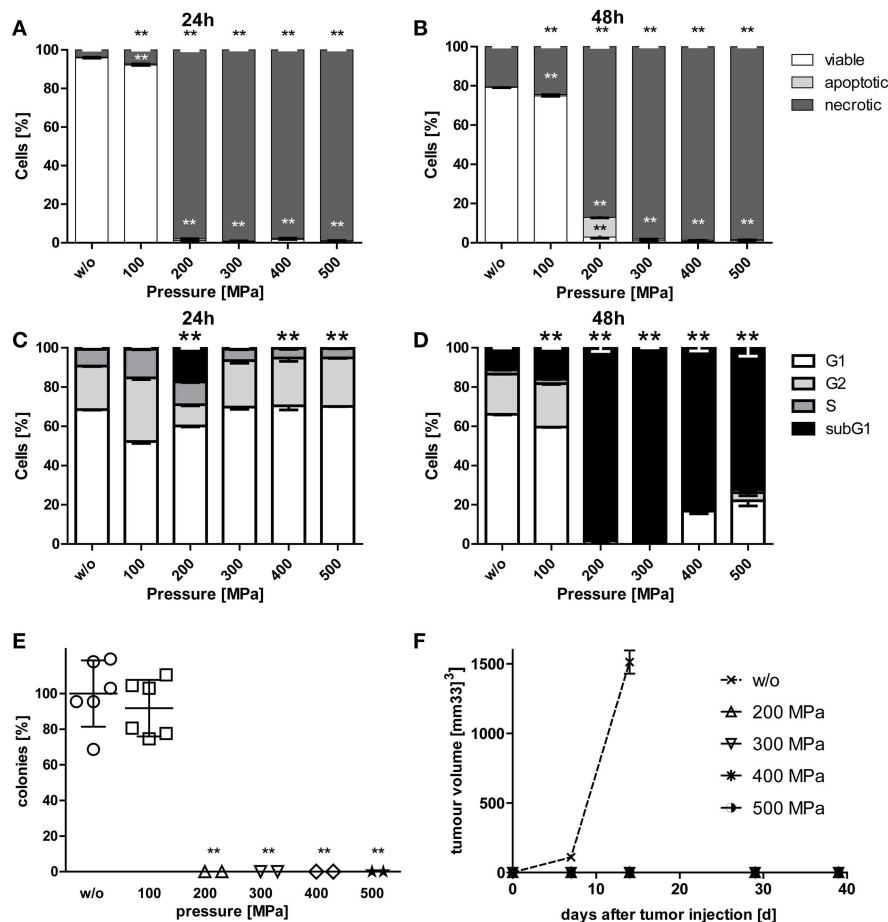 A
24h
** ** ** ** **
100
80
60
40
20
0
Cells [%]
**
** ** ** **
w/o 100 200 300 400 500
Pressure [MPa]
B
48h
** ** ** ** **
100
80
60
40
20
0
Cells [%]
**
**
**
** ** **
w/o 100 200 300 400 500
Pressure [MPa]
viable
apoptotic
necrotic
C
24h
** ** **
100
80
60
40
20
0
Cells [%]
w/o 100 200 300 400 500
Pressure [MPa]
D
48h
** ** ** ** **
100
80
60
40
20
0
Cells [%]
w/o 100 200 300 400 500
Pressure [MPa]
G1
G2
S
subG1
E
100
80
60
40
20
0
colonies [%]
** ** ** **
w/o 100 200 300 400 500
pressure [MPa]
F
1500
1000
500
0
tumour volume [mm33]³
w/o
200 MPa
300 MPa
400 MPa
500 MPa
0 10 20 30 40
days after tumor injection [d]